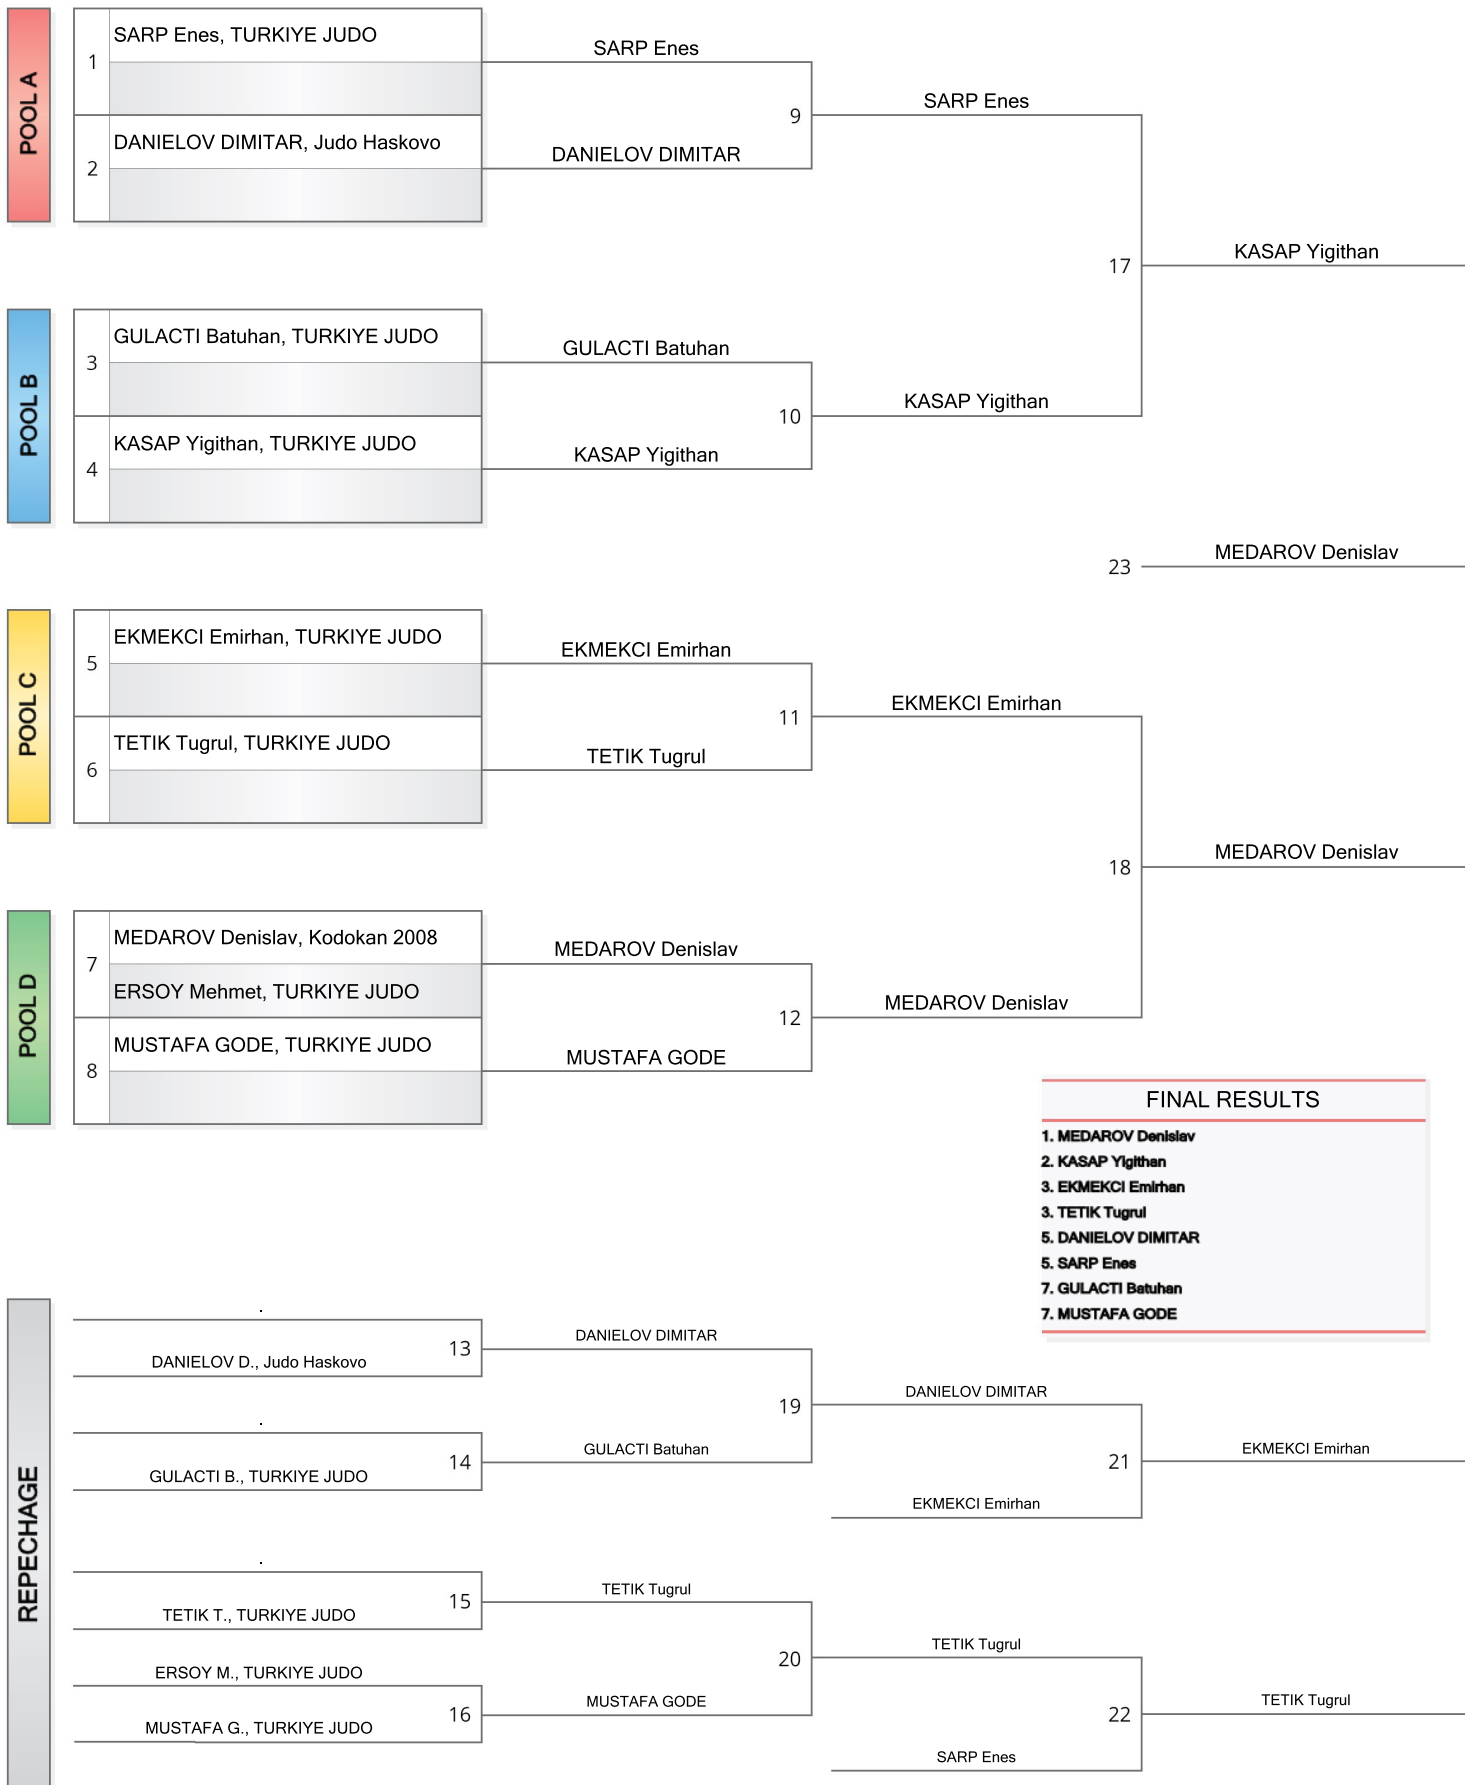 POOL A
1
SARP Enes, TURKIYE JUDO
2
DANIELOV DIMITAR, Judo Haskovo
SARP Enes
9
DANIELOV DIMITAR
SARP Enes
17
KASAP Yigithan
POOL B
3
GULACTI Batuhan, TURKIYE JUDO
4
KASAP Yigithan, TURKIYE JUDO
GULACTI Batuhan
10
KASAP Yigithan
KASAP Yigithan
23
MEDAROV Denislav
POOL C
5
EKMEKCI Emirhan, TURKIYE JUDO
6
TETIK Tugrul, TURKIYE JUDO
EKMEKCI Emirhan
11
TETIK Tugrul
EKMEKCI Emirhan
18
MEDAROV Denislav
POOL D
7
MEDAROV Denislav, Kodokan 2008
ERSOY Mehmet, TURKIYE JUDO
8
MUSTAFA GODE, TURKIYE JUDO
MEDAROV Denislav
12
MUSTAFA GODE
MEDAROV Denislav
FINAL RESULTS
1. MEDAROV Denislav
2. KASAP Yigithan
3. EKMEKCI Emirhan
3. TETIK Tugrul
5. DANIELOV DIMITAR
5. SARP Enes
7. GULACTI Batuhan
7. MUSTAFA GODE
REPECHAGE
.
13
DANIELOV D., Judo Haskovo
.
14
GULACTI B., TURKIYE JUDO
DANIELOV DIMITAR
19
GULACTI Batuhan
DANIELOV DIMITAR
21
EKMEKCI Emirhan
EKMEKCI Emirhan
.
15
TETIK T., TURKIYE JUDO
ERSOY M., TURKIYE JUDO
16
MUSTAFA G., TURKIYE JUDO
TETIK Tugrul
20
MUSTAFA GODE
TETIK Tugrul
22
SARP Enes
TETIK Tugrul